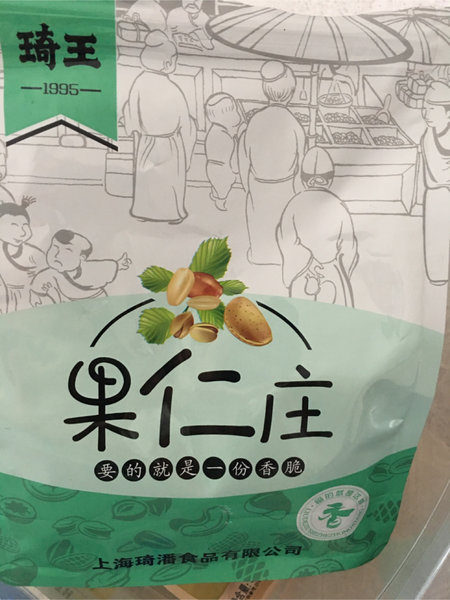 琦王
1995
果仁庄
要的就是一份香脆
香
上海琦潘食品有限公司